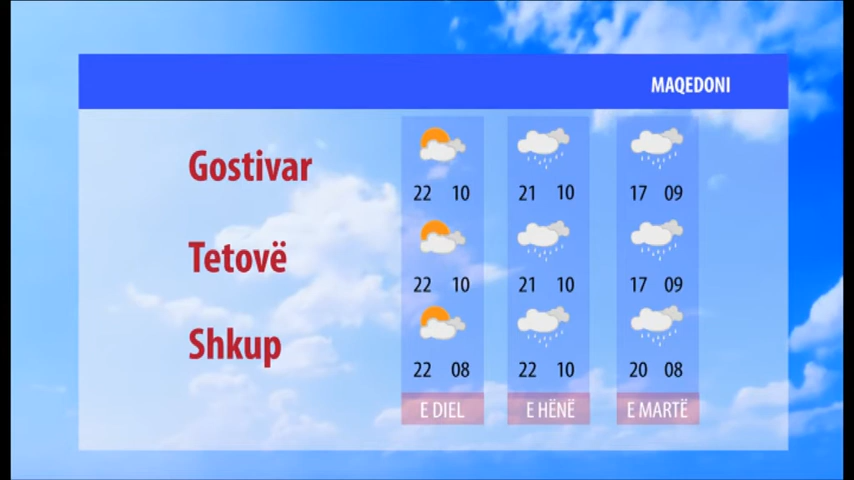 MAQEDONI
Gostivar 22 10 21 10 17 09
Tetovë 22 10 21 10 17 09
Shkup 22 08 22 10 20 08
E DIEL E HËNË E MARTË